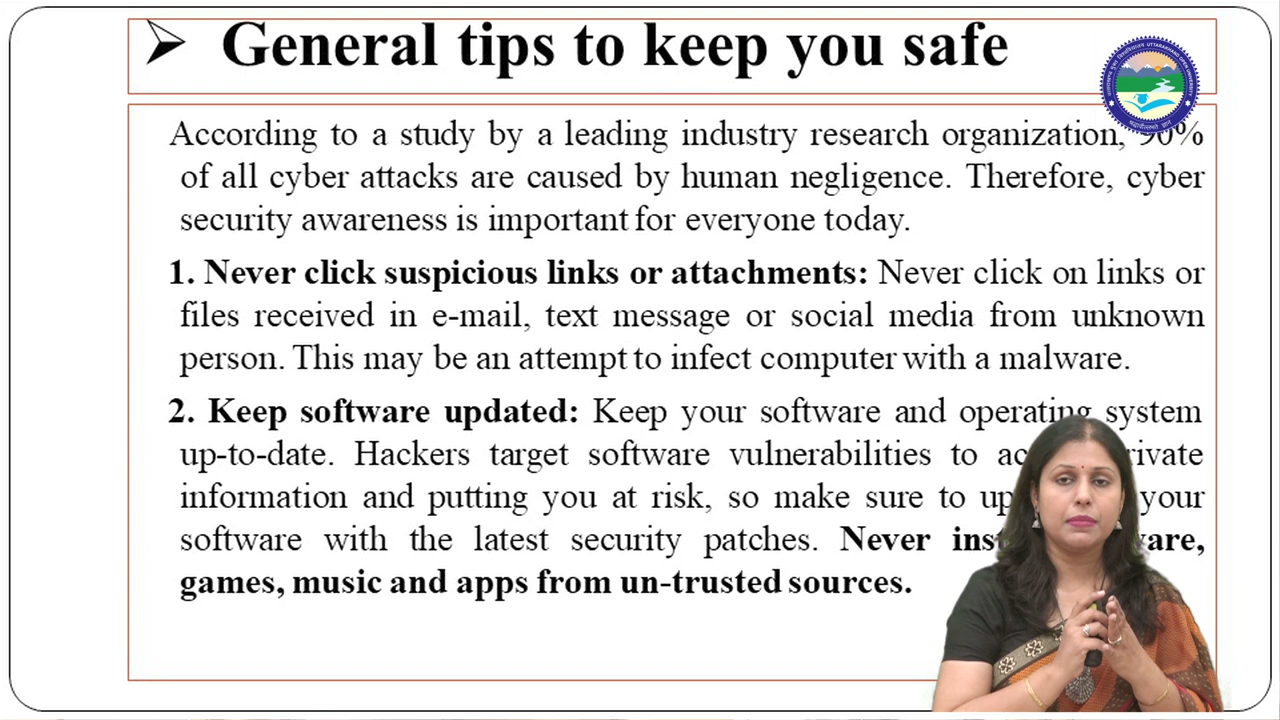 ➢ General tips to keep you safe
According to a study by a leading industry research organization, 90%
of all cyber attacks are caused by human negligence. Therefore, cyber
security awareness is important for everyone today.
1. Never click suspicious links or attachments: Never click on links or
files received in e-mail, text message or social media from unknown
person. This may be an attempt to infect computer with a malware.
2. Keep software updated: Keep your software and operating system
up-to-date. Hackers target software vulnerabilities to
information and putting you at risk, so make sure to your
software with the latest security patches. Never
games, music and apps from un-trusted sources.